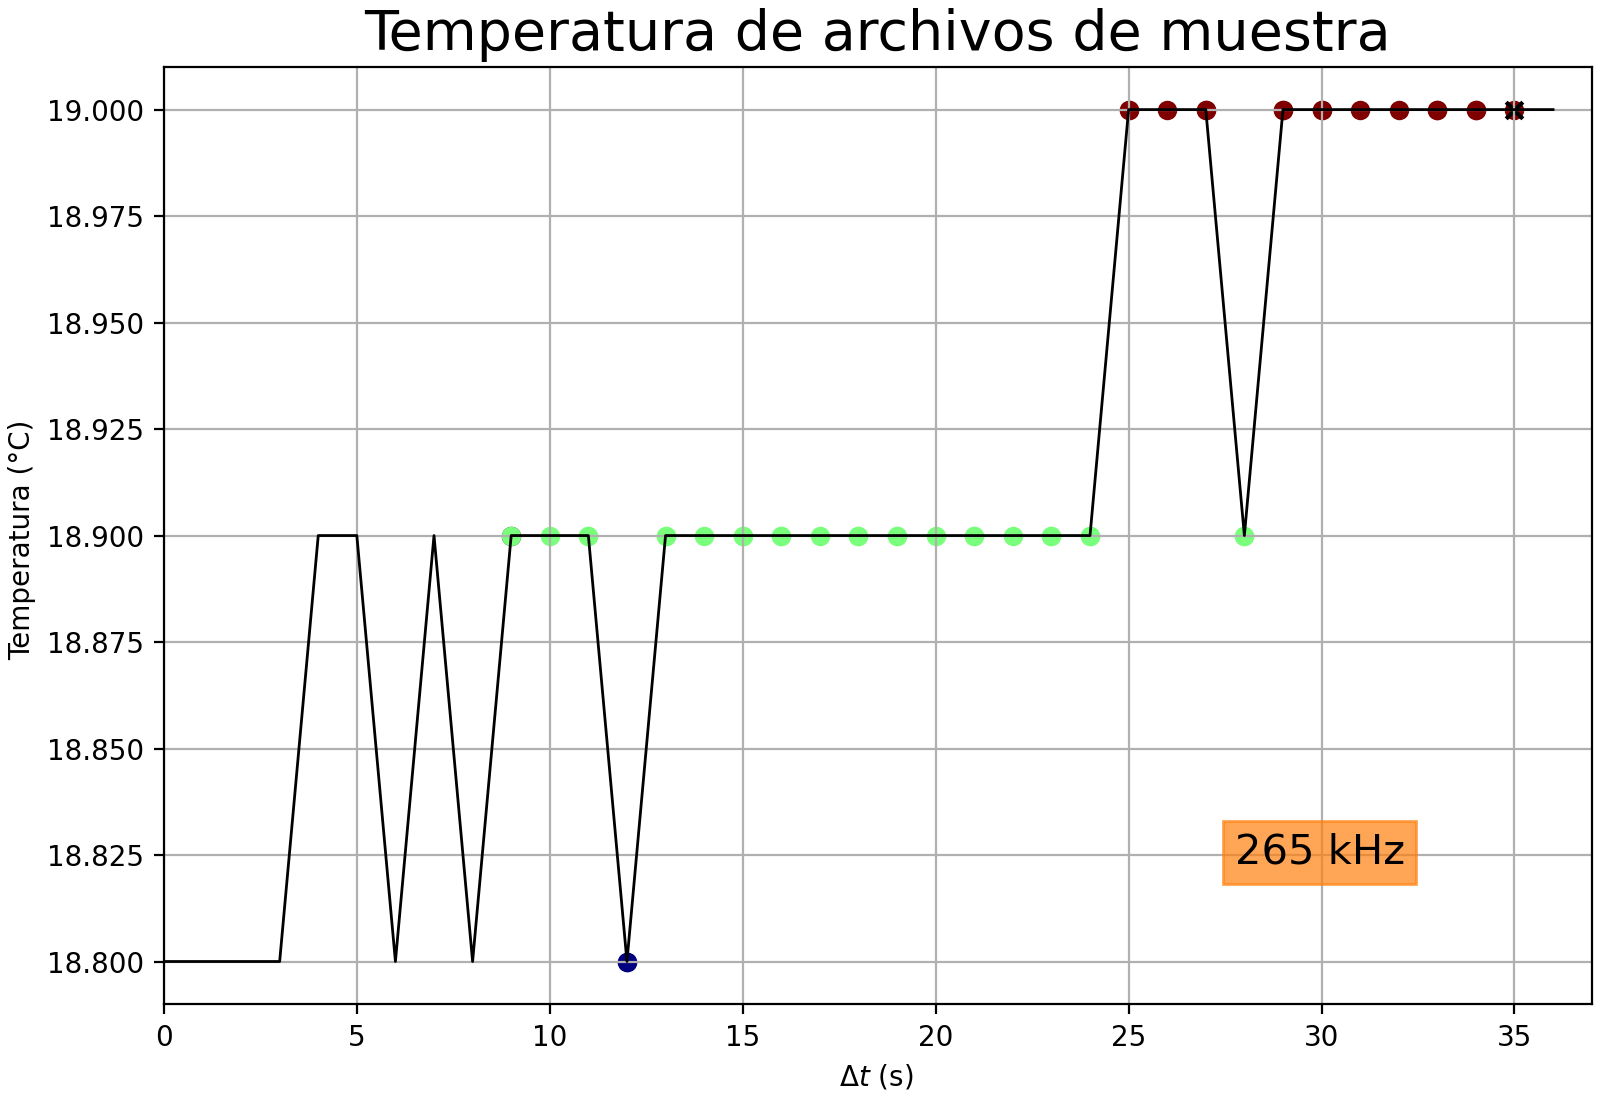 Temperatura de archivos de muestra
19.000
18.975
18.950
18.925
18.900
18.875
18.850
18.825
18.800
Temperatura (°C)
265 kHz
0 5 10 15 20 25 30 35
Δt (s)